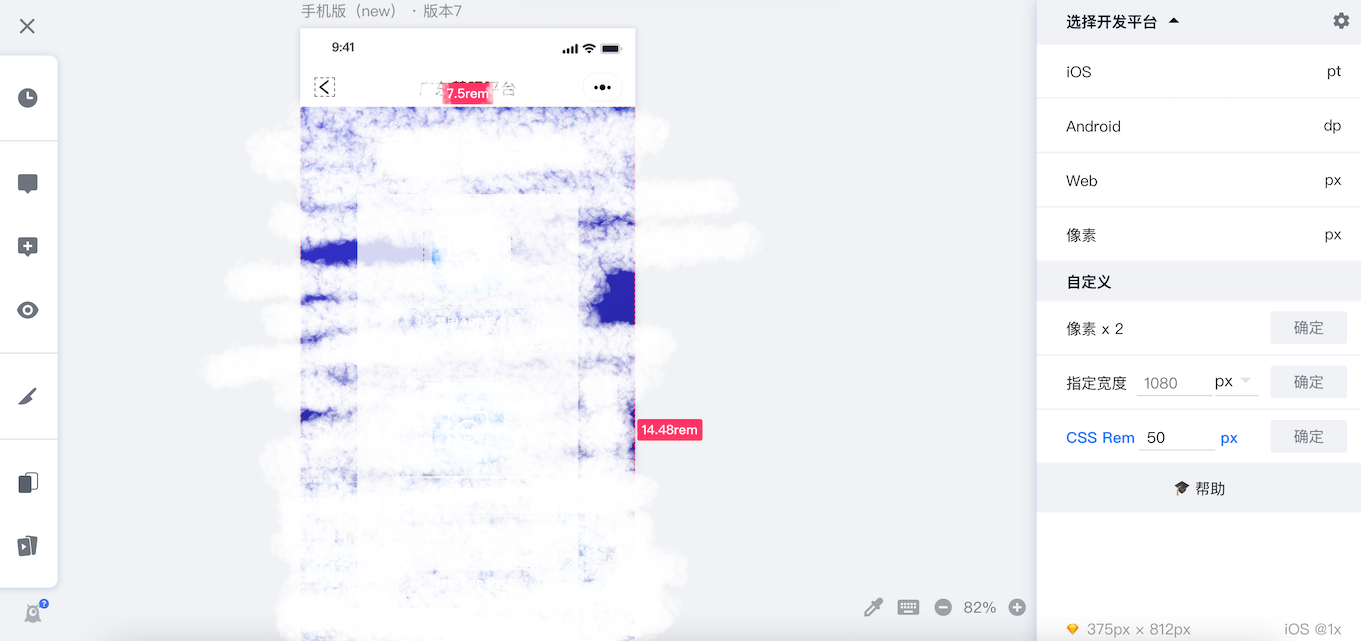 手机版（new） · 版本7
9:41
平台
7.5rem
14.48rem
82%
选择开发平台
iOS pt
Android dp
Web px
像素 px
自定义
像素 x 2 确定
指定宽度 1080 px 确定
CSS Rem 50 px 确定
帮助
375px × 812px iOS @1x
?